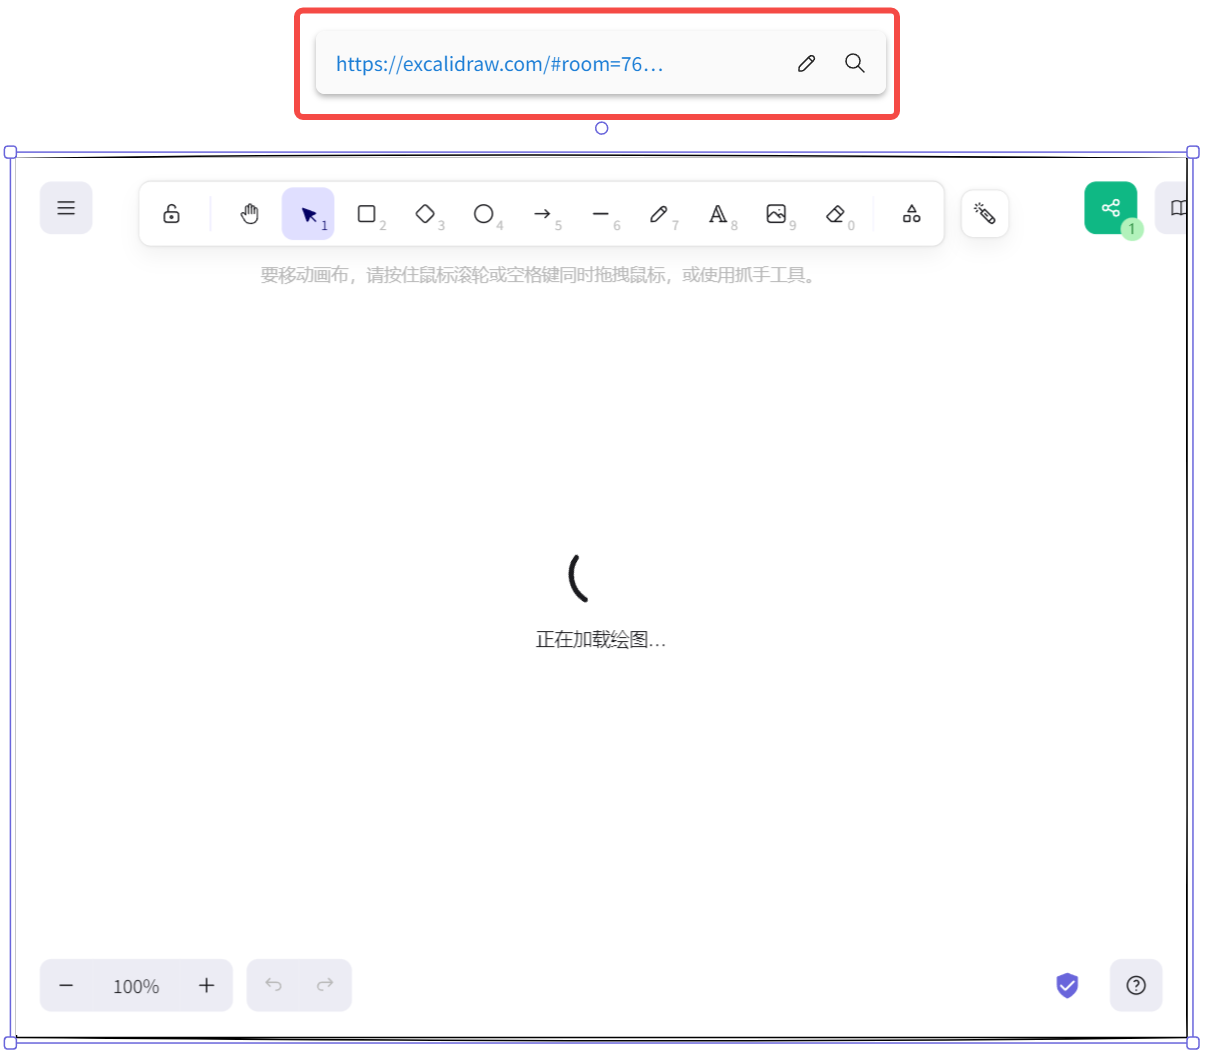 https://excalidraw.com/#room=76...
1 2 3 4 5 6 7 A 8 9 0
1
要移动画布，请按住鼠标滚轮或空格键同时拖拽鼠标，或使用抓手工具。
正在加载绘图...
100%